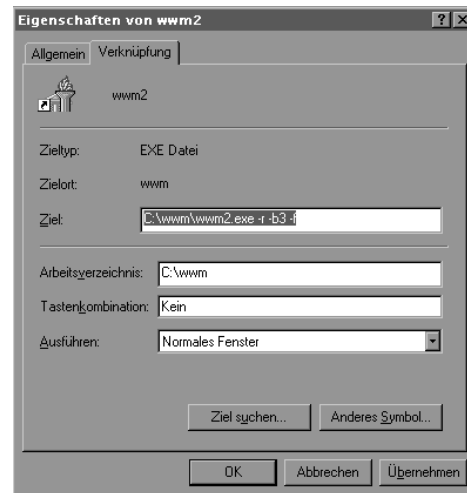 Eigenschaften von wwm2
Allgemein Verknüpfung
wwm2
Zieltyp: EXE Datei
Zielort: wwm
Ziel: C:\wwm\wwm2.exe -r -b3 -f
Arbeitsverzeichnis: C:\wwm
Tastenkombination: Kein
Ausführen: Normales Fenster
Ziel suchen... Anderes Symbol...
OK Abbrechen Übernehmen